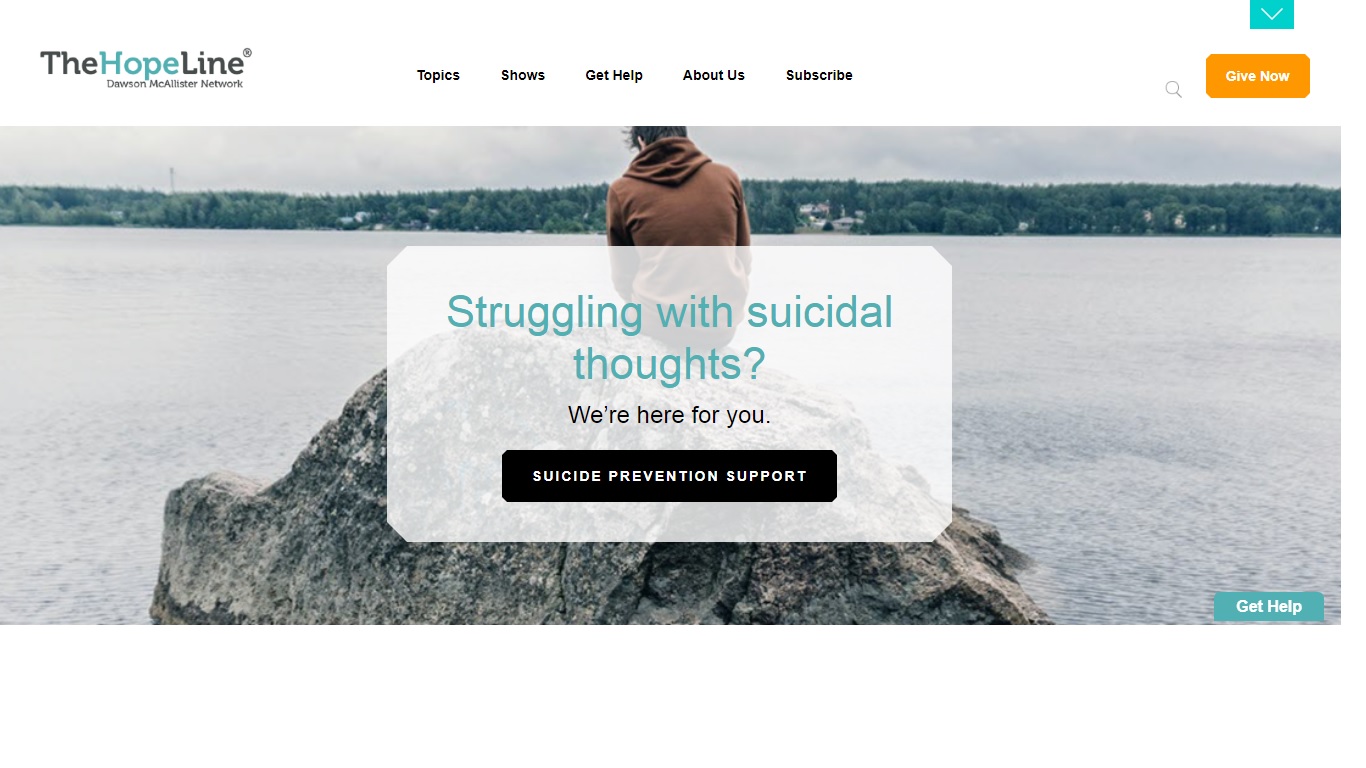 TheHopeLine®
Dawson McAllister Network
Topics
Shows
Get Help
About Us
Subscribe
Give Now
Struggling with suicidal
thoughts?
We’re here for you.
SUICIDE PREVENTION SUPPORT
Get Help